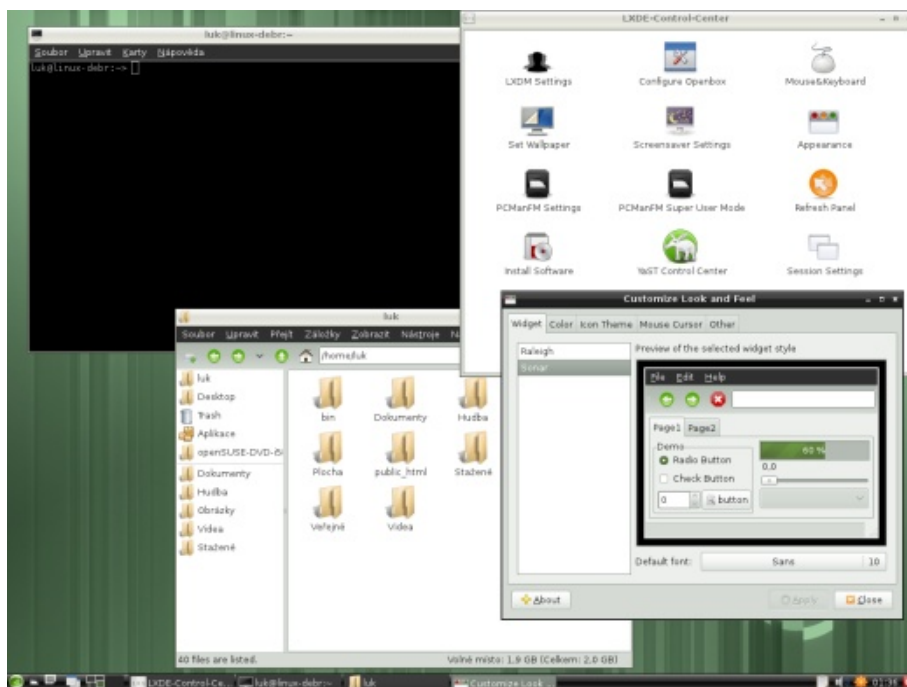 luk@linux-debr:~
Soubor Upravit Karty Nápověda
luk@linux-debr:~>
LXDE-Control-Center
LXDM Settings
Configure Openbox
Mouse&Keyboard
Set Wallpaper
Screensaver Settings
Appearance
PCManFM Settings
PCManFM Super User Mode
Refresh Panel
Install Software
YaST Control Center
Session Settings
luk
Soubor Upravit Přejít Záložky Zobrazit Nástroje
/home/luk
luk
Desktop
Trash
Aplikace
openSUSE-DVD-
Dokumenty
Hudba
Obrázky
Videa
Stažené
bin
Dokumenty
Hudba
Plocha
public_html
Stažené
Veřejné
Videa
40 files are listed.
Volné místo: 1,9 GB (Celkem: 2,0 GB)
Customize Look and Feel
Widget Color Icon Theme Mouse Cursor Other
Raleigh
Sonar
Preview of the selected widget style
File Edit Help
Page1 Page2
Demo
Radio Button
Check Button
0
button
60 %
0.0
Default font:
Sans 10
About
Apply
Close
LXDE-Control-Ce...
luk@linux-debr:~
luk
Customize Look ...
01:36